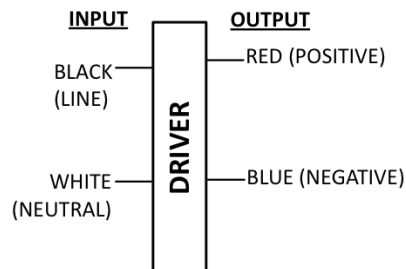 INPUT
OUTPUT
BLACK
(LINE)
RED (POSITIVE)
DRIVER
WHITE
(NEUTRAL)
BLUE (NEGATIVE)